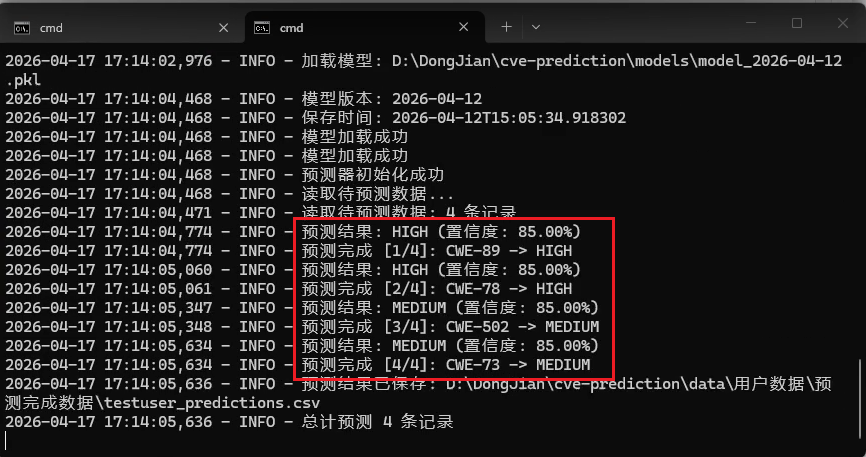 cmd
cmd
2026-04-17 17:14:02,976 - INFO - 加载模型: D:\DongJian\cve-prediction\models\model_2026-04-12
.pkl
2026-04-17 17:14:04,468 - INFO - 模型版本: 2026-04-12
2026-04-17 17:14:04,468 - INFO - 保存时间: 2026-04-12T15:05:34.918302
2026-04-17 17:14:04,468 - INFO - 模型加载成功
2026-04-17 17:14:04,468 - INFO - 模型加载成功
2026-04-17 17:14:04,468 - INFO - 预测器初始化成功
2026-04-17 17:14:04,468 - INFO - 读取待预测数据...
2026-04-17 17:14:04,471 - INFO - 读取待预测数据: 4 条记录
2026-04-17 17:14:04,774 - INFO - 预测结果: HIGH (置信度: 85.00%)
2026-04-17 17:14:04,774 - INFO - 预测完成 [1/4]: CWE-89 -> HIGH
2026-04-17 17:14:05,060 - INFO - 预测结果: HIGH (置信度: 85.00%)
2026-04-17 17:14:05,061 - INFO - 预测完成 [2/4]: CWE-78 -> HIGH
2026-04-17 17:14:05,347 - INFO - 预测结果: MEDIUM (置信度: 85.00%)
2026-04-17 17:14:05,348 - INFO - 预测完成 [3/4]: CWE-502 -> MEDIUM
2026-04-17 17:14:05,634 - INFO - 预测结果: MEDIUM (置信度: 85.00%)
2026-04-17 17:14:05,634 - INFO - 预测完成 [4/4]: CWE-73 -> MEDIUM
2026-04-17 17:14:05,636 - INFO - 预测结果已保存: D:\DongJian\cve-prediction\data\用户数据\预
测完成数据\testuser_predictions.csv
2026-04-17 17:14:05,636 - INFO - 总计预测 4 条记录